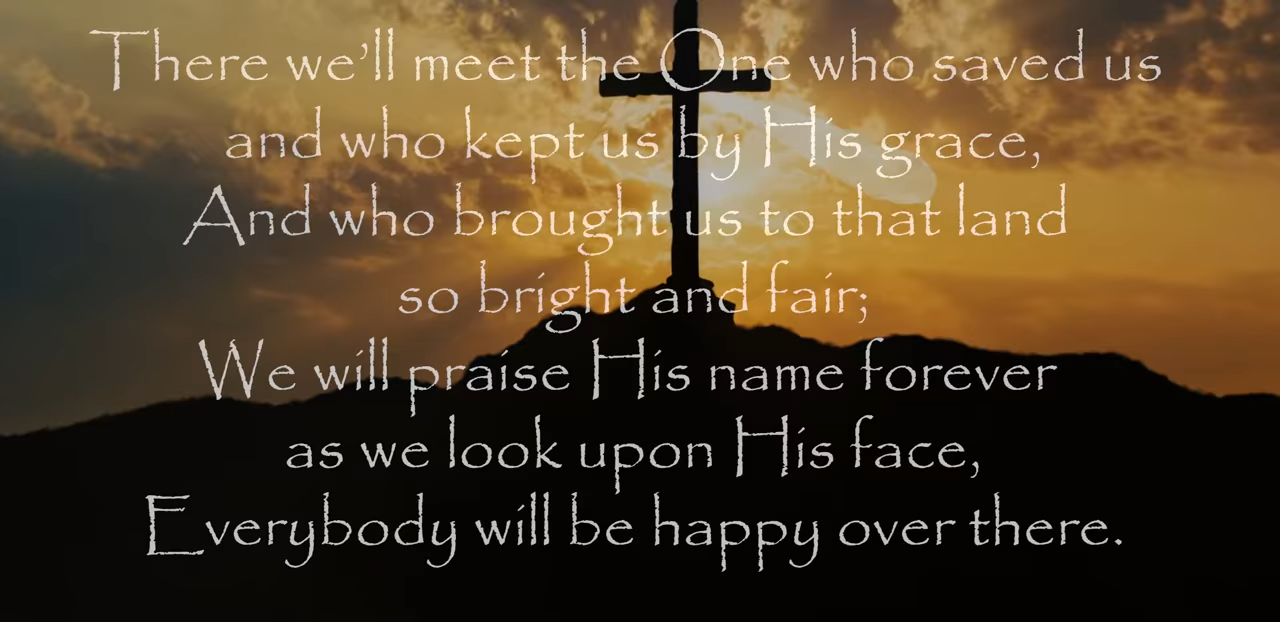 There we’ll meet the One who saved us
and who kept us by His grace,
And who brought us to that land
so bright and fair;
We will praise His name forever
as we look upon His face,
Everybody will be happy over there.